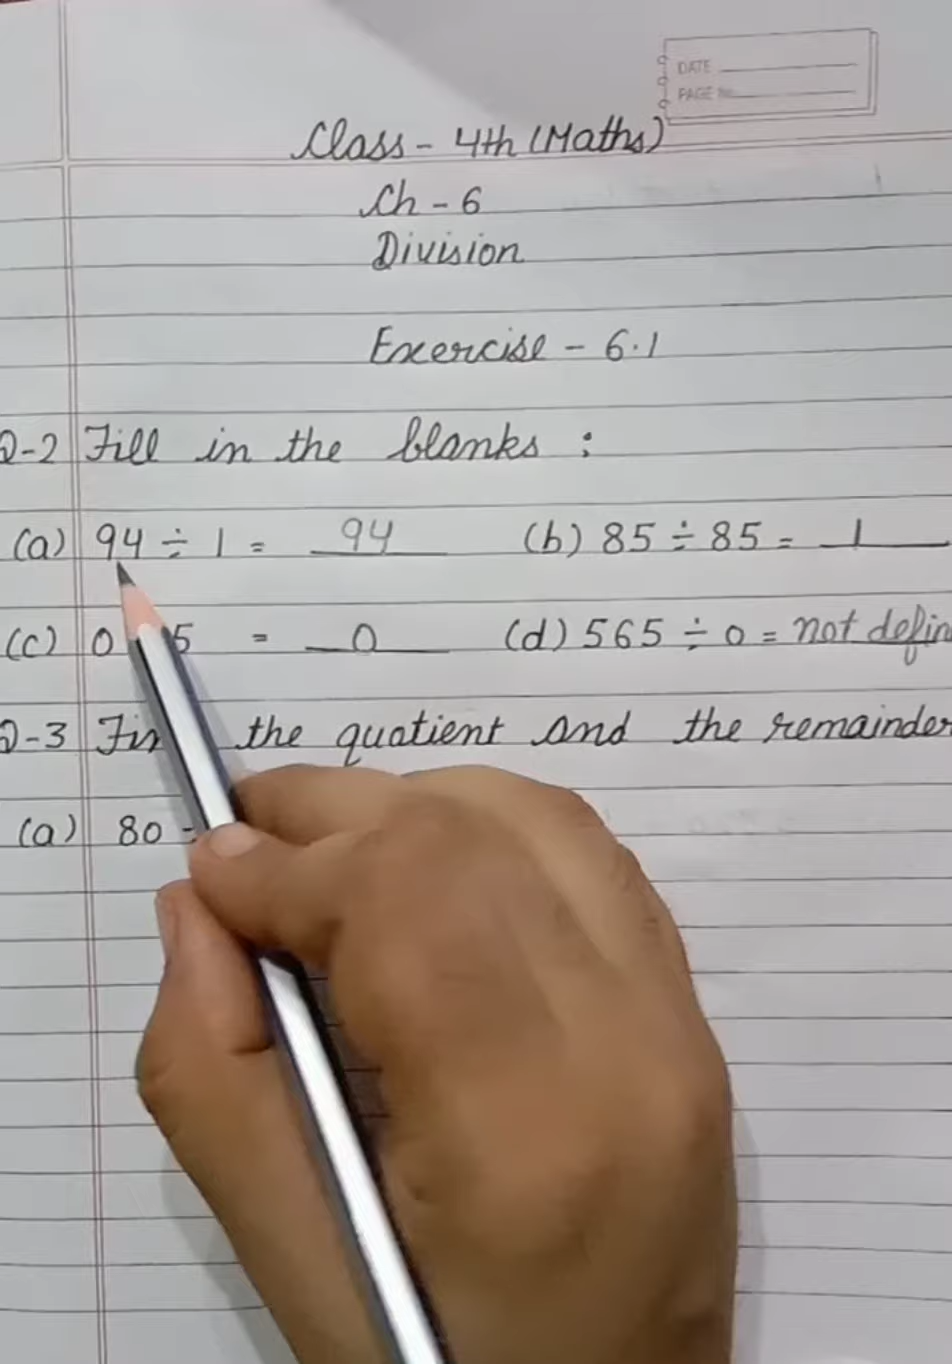 DATE
PAGE No.
Class - 4th (Maths)
Ch - 6
Division
Exercise - 6.1
Q-2 Fill in the blanks :
(a) 94 ÷ 1 = 94 (b) 85 ÷ 85 = 1
(c) 0 5 = 0 (d) 565 ÷ 0 = not defin
Q-3 the quotient and the remainder
(a) 80